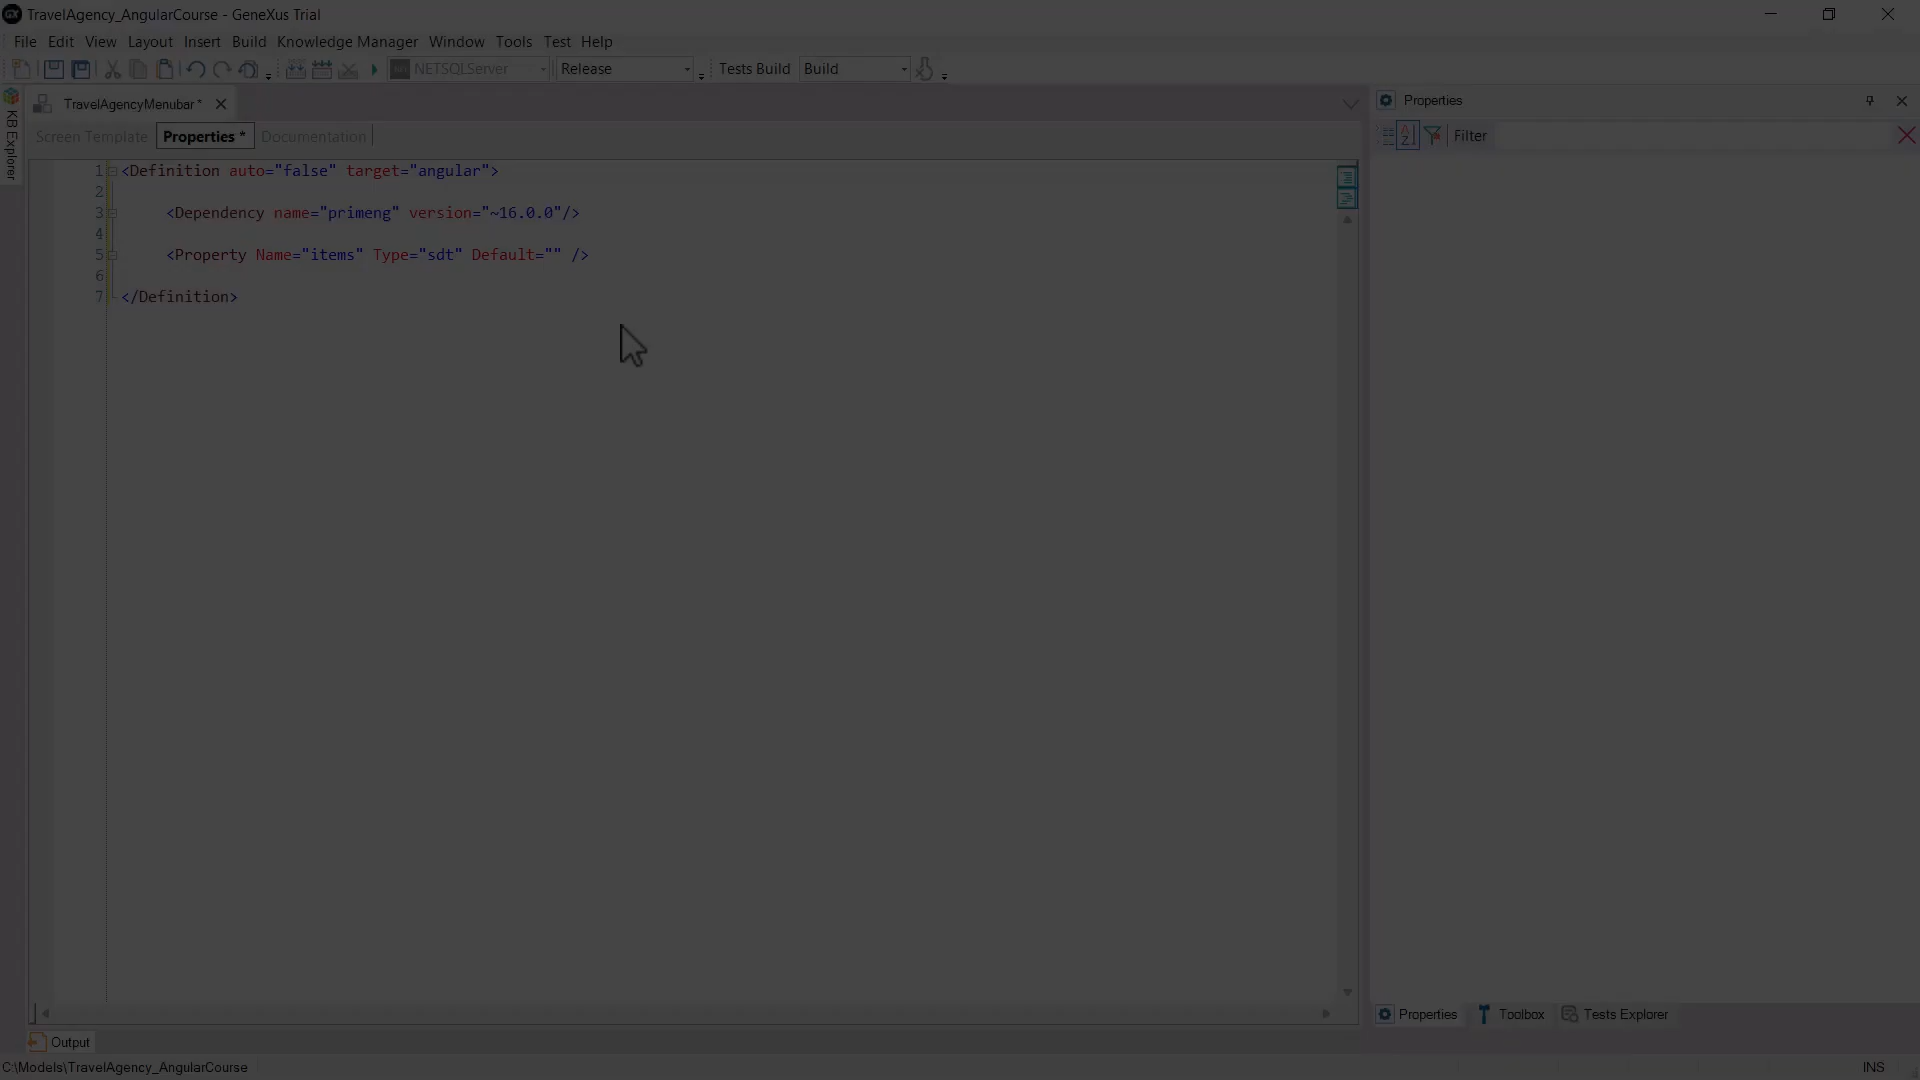 TravelAgency_AngularCourse - GeneXus Trial
File Edit View Layout Insert Build Knowledge Manager Window Tools Test Help
NETSQLServer Release Tests Build Build
KB Explorer
TravelAgencyMenubar *
Properties
Screen Template Properties * Documentation
Filter
1 <Definition auto="false" target="angular">
2
3 <Dependency name="primeng" version="~16.0.0"/>
4
5 <Property Name="items" Type="sdt" Default="" />
6
7 </Definition>
Properties Toolbox Tests Explorer
Output
C:\Models\TravelAgency_AngularCourse INS